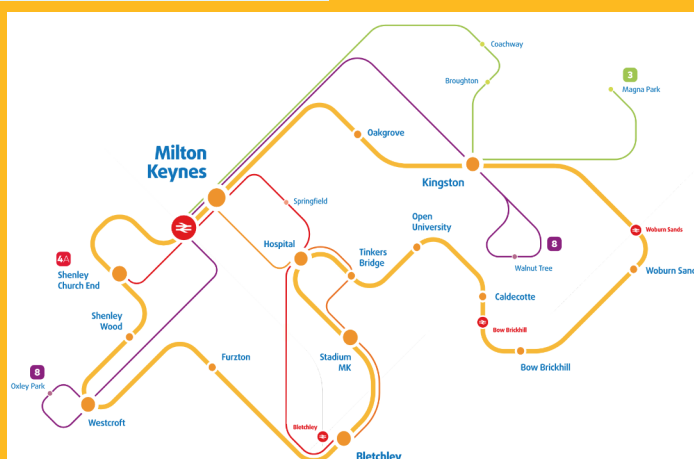 Coachway
3
Broughton
Magna Park
Oakgrove
Milton
Keynes
Kingston
Springfield
Open
University
Woburn Sands
Hospital
Tinkers
Bridge
8
4A
Walnut Tree
Shenley
Church End
Woburn Sand
Caldecotte
Shenley
Wood
Bow Brickhill
Stadium
MK
Furzton
Bow Brickhill
8
Oxley Park
Westcroft
Bletchley
Bletchley